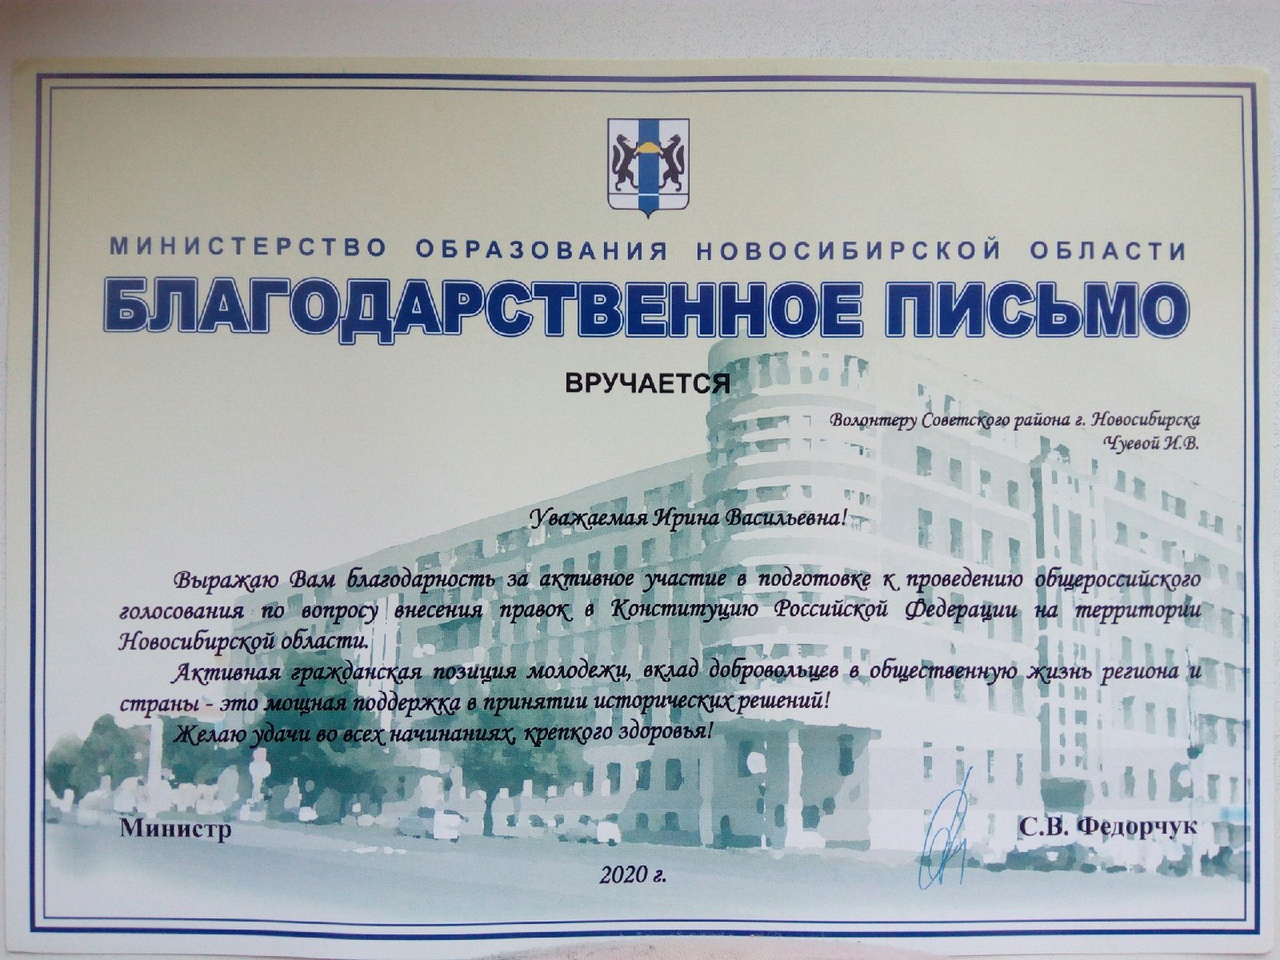 МИНИСТЕРСТВО ОБРАЗОВАНИЯ НОВОСИБИРСКОЙ ОБЛАСТИ
БЛАГОДАРСТВЕННОЕ ПИСЬМО
ВРУЧАЕТСЯ
Волонтеру Советского района г. Новосибирска
Чуевой И.В.
Уважаемая Ирина Васильевна!
Выражаю Вам благодарность за активное участие в подготовке к проведению общероссийского
голосования по вопросу внесения правок в Конституцию Российской Федерации на территории
Новосибирской области.
Активная гражданская позиция молодежи, вклад добровольцев в общественную жизнь региона и
страны - это мощная поддержка в принятии исторических решений!
Желаю удачи во всех начинаниях, крепкого здоровья!
Министр
С.В. Федорчук
2020 г.